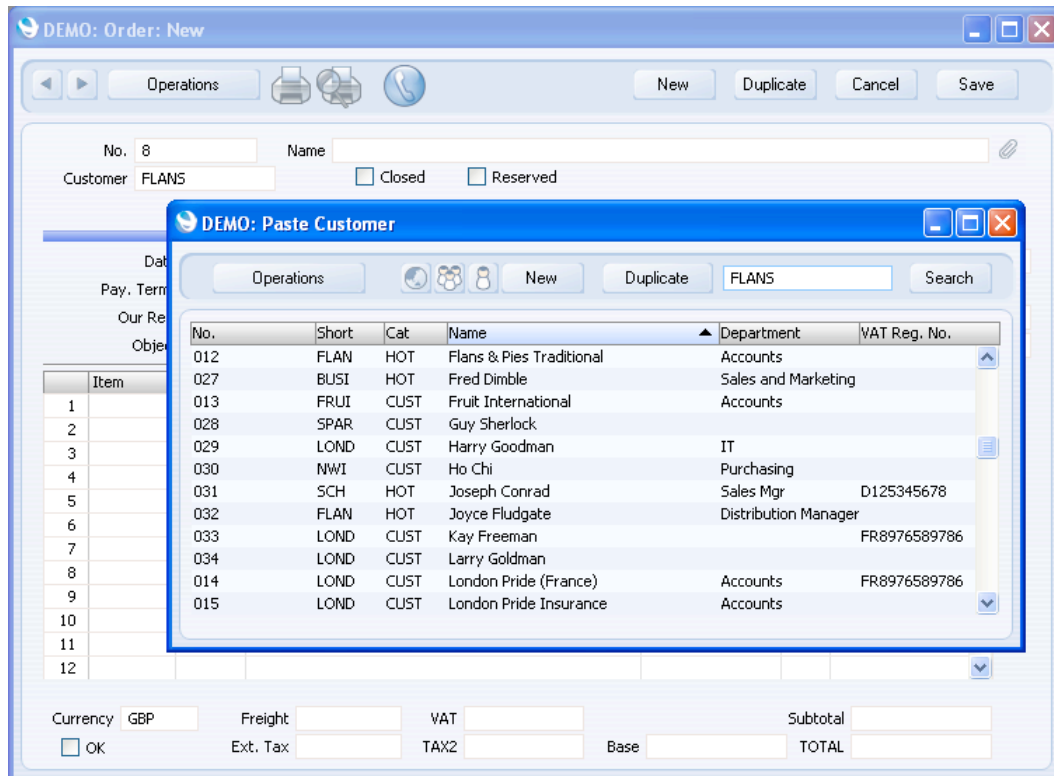 DEMO: Order: New
Operations New Duplicate Cancel Save
No. 8 Name
Customer FLANS Closed Reserved
DEMO: Paste Customer
Operations New Duplicate FLANS Search
No. Short Cat Name Department VAT Reg. No.
012 FLAN HOT Flans & Pies Traditional Accounts
027 BUSI HOT Fred Dimble Sales and Marketing
013 FRUI CUST Fruit International Accounts
028 SPAR CUST Guy Sherlock
029 LOND CUST Harry Goodman IT
030 NWI CUST Ho Chi Purchasing
031 SCH HOT Joseph Conrad Sales Mgr D125345678
032 FLAN HOT Joyce Fludgate Distribution Manager
033 LOND CUST Kay Freeman FR8976589786
034 LOND CUST Larry Goldman
014 LOND CUST London Pride (France) Accounts FR8976589786
015 LOND CUST London Pride Insurance Accounts
Dat
Pay. Term
Our Re
Obje
Item
1
2
3
4
5
6
7
8
9
10
11
12
Currency GBP Freight VAT Subtotal
OK Ext. Tax TAX2 Base TOTAL